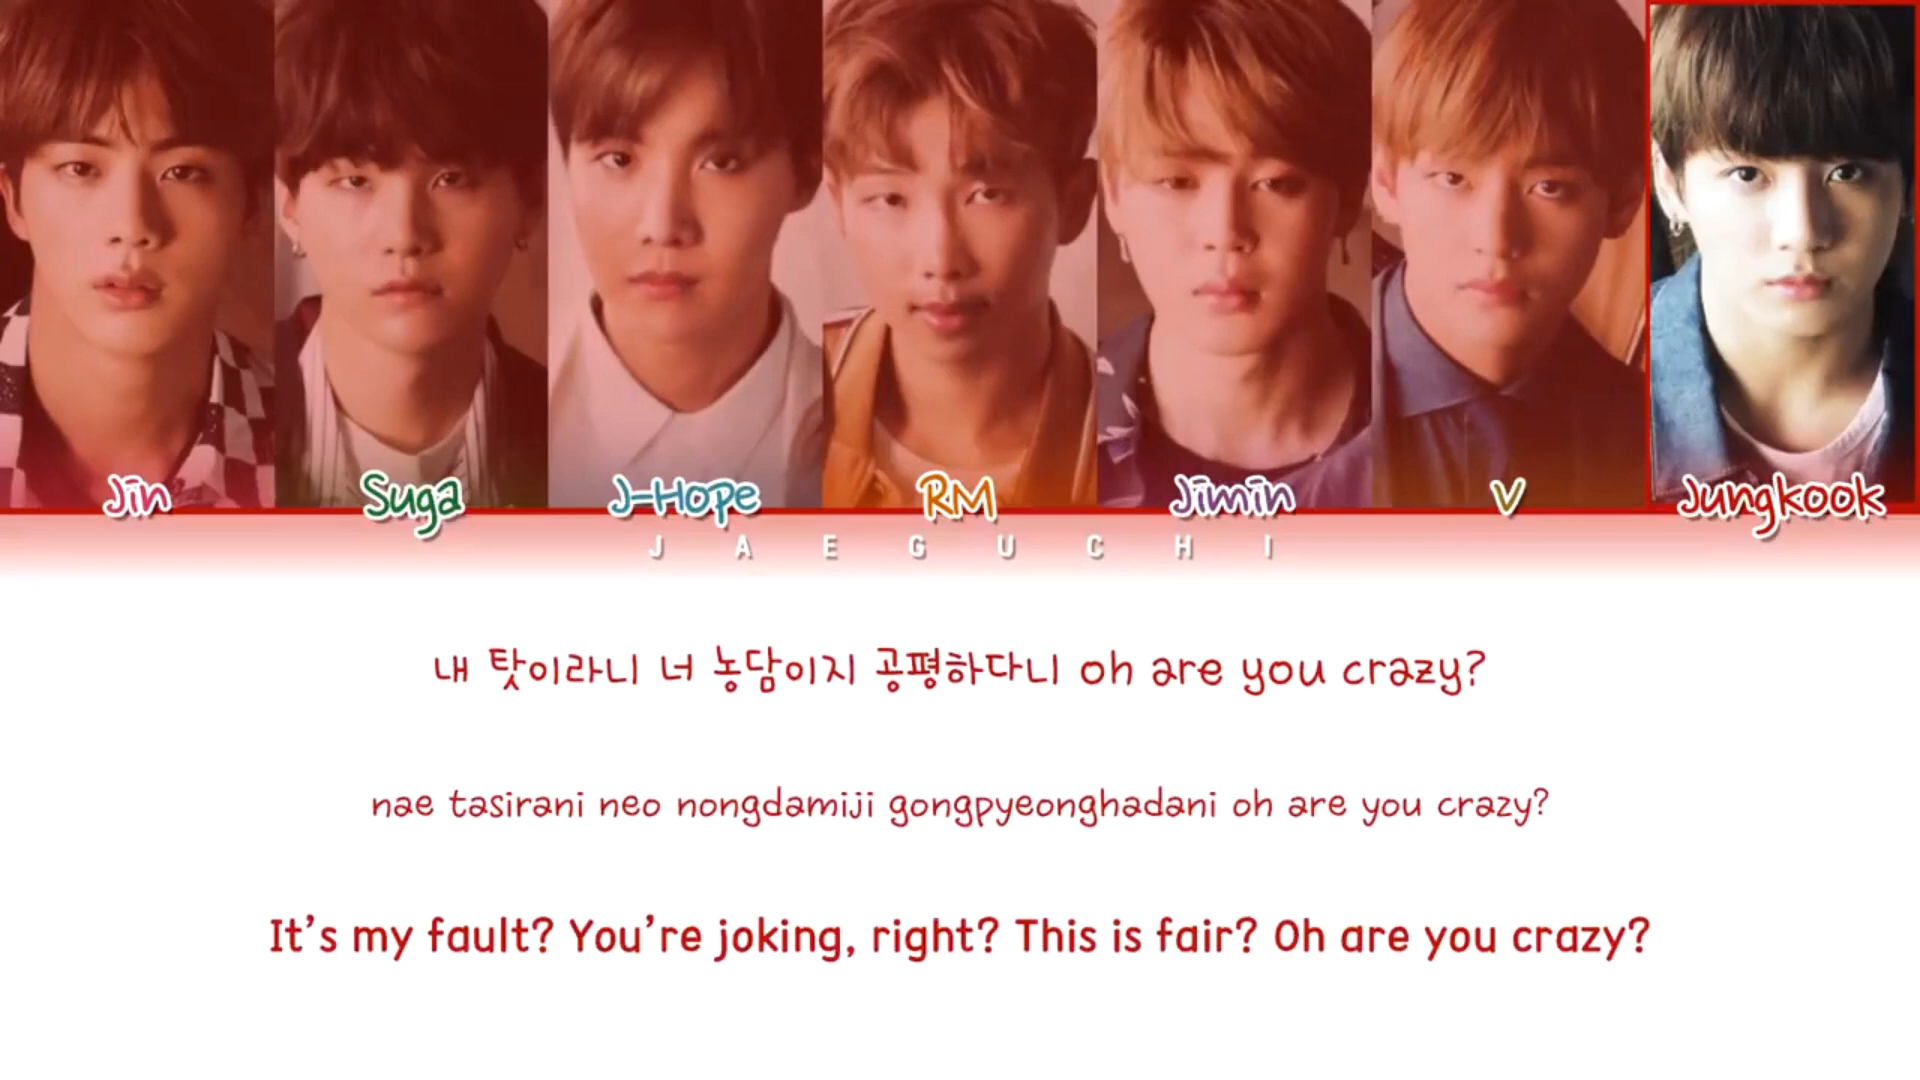 Jin Suga J-Hope RM Jimin V Jungkook
JAEGUCHI
내 탓이라니 너 농담이지 공평하다니 oh are you crazy?
nae tasirani neo nongdamiji gongpyeonghadani oh are you crazy?
It's my fault? You're joking, right? This is fair? Oh are you crazy?